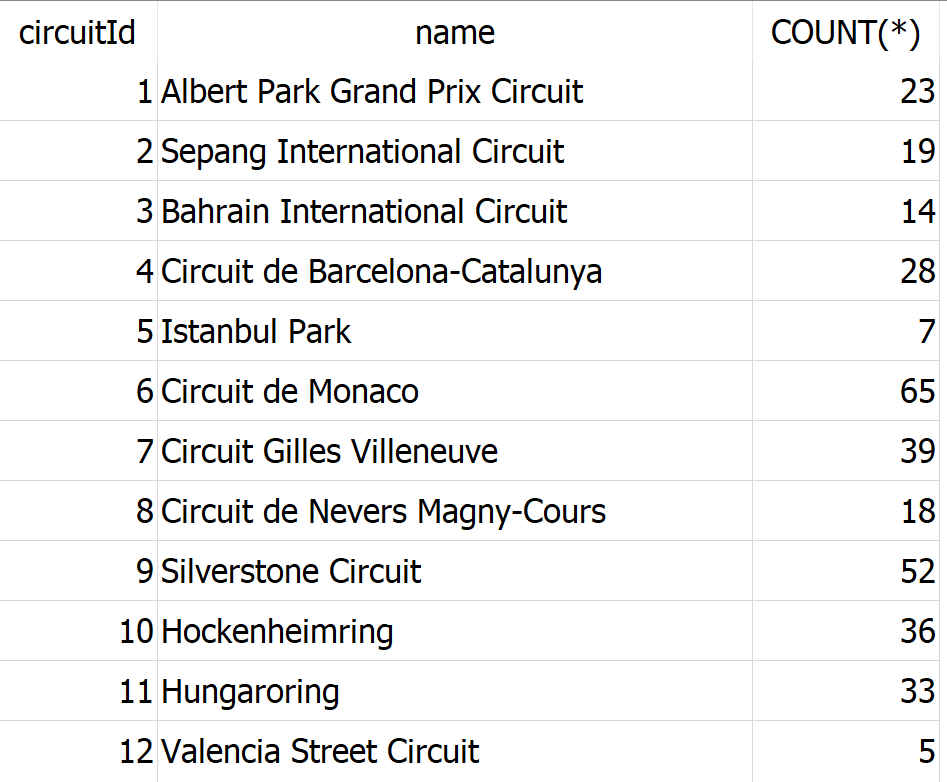 circuitId name COUNT(*)
1 Albert Park Grand Prix Circuit 23
2 Sepang International Circuit 19
3 Bahrain International Circuit 14
4 Circuit de Barcelona-Catalunya 28
5 Istanbul Park 7
6 Circuit de Monaco 65
7 Circuit Gilles Villeneuve 39
8 Circuit de Nevers Magny-Cours 18
9 Silverstone Circuit 52
10 Hockenheimring 36
11 Hungaroring 33
12 Valencia Street Circuit 5